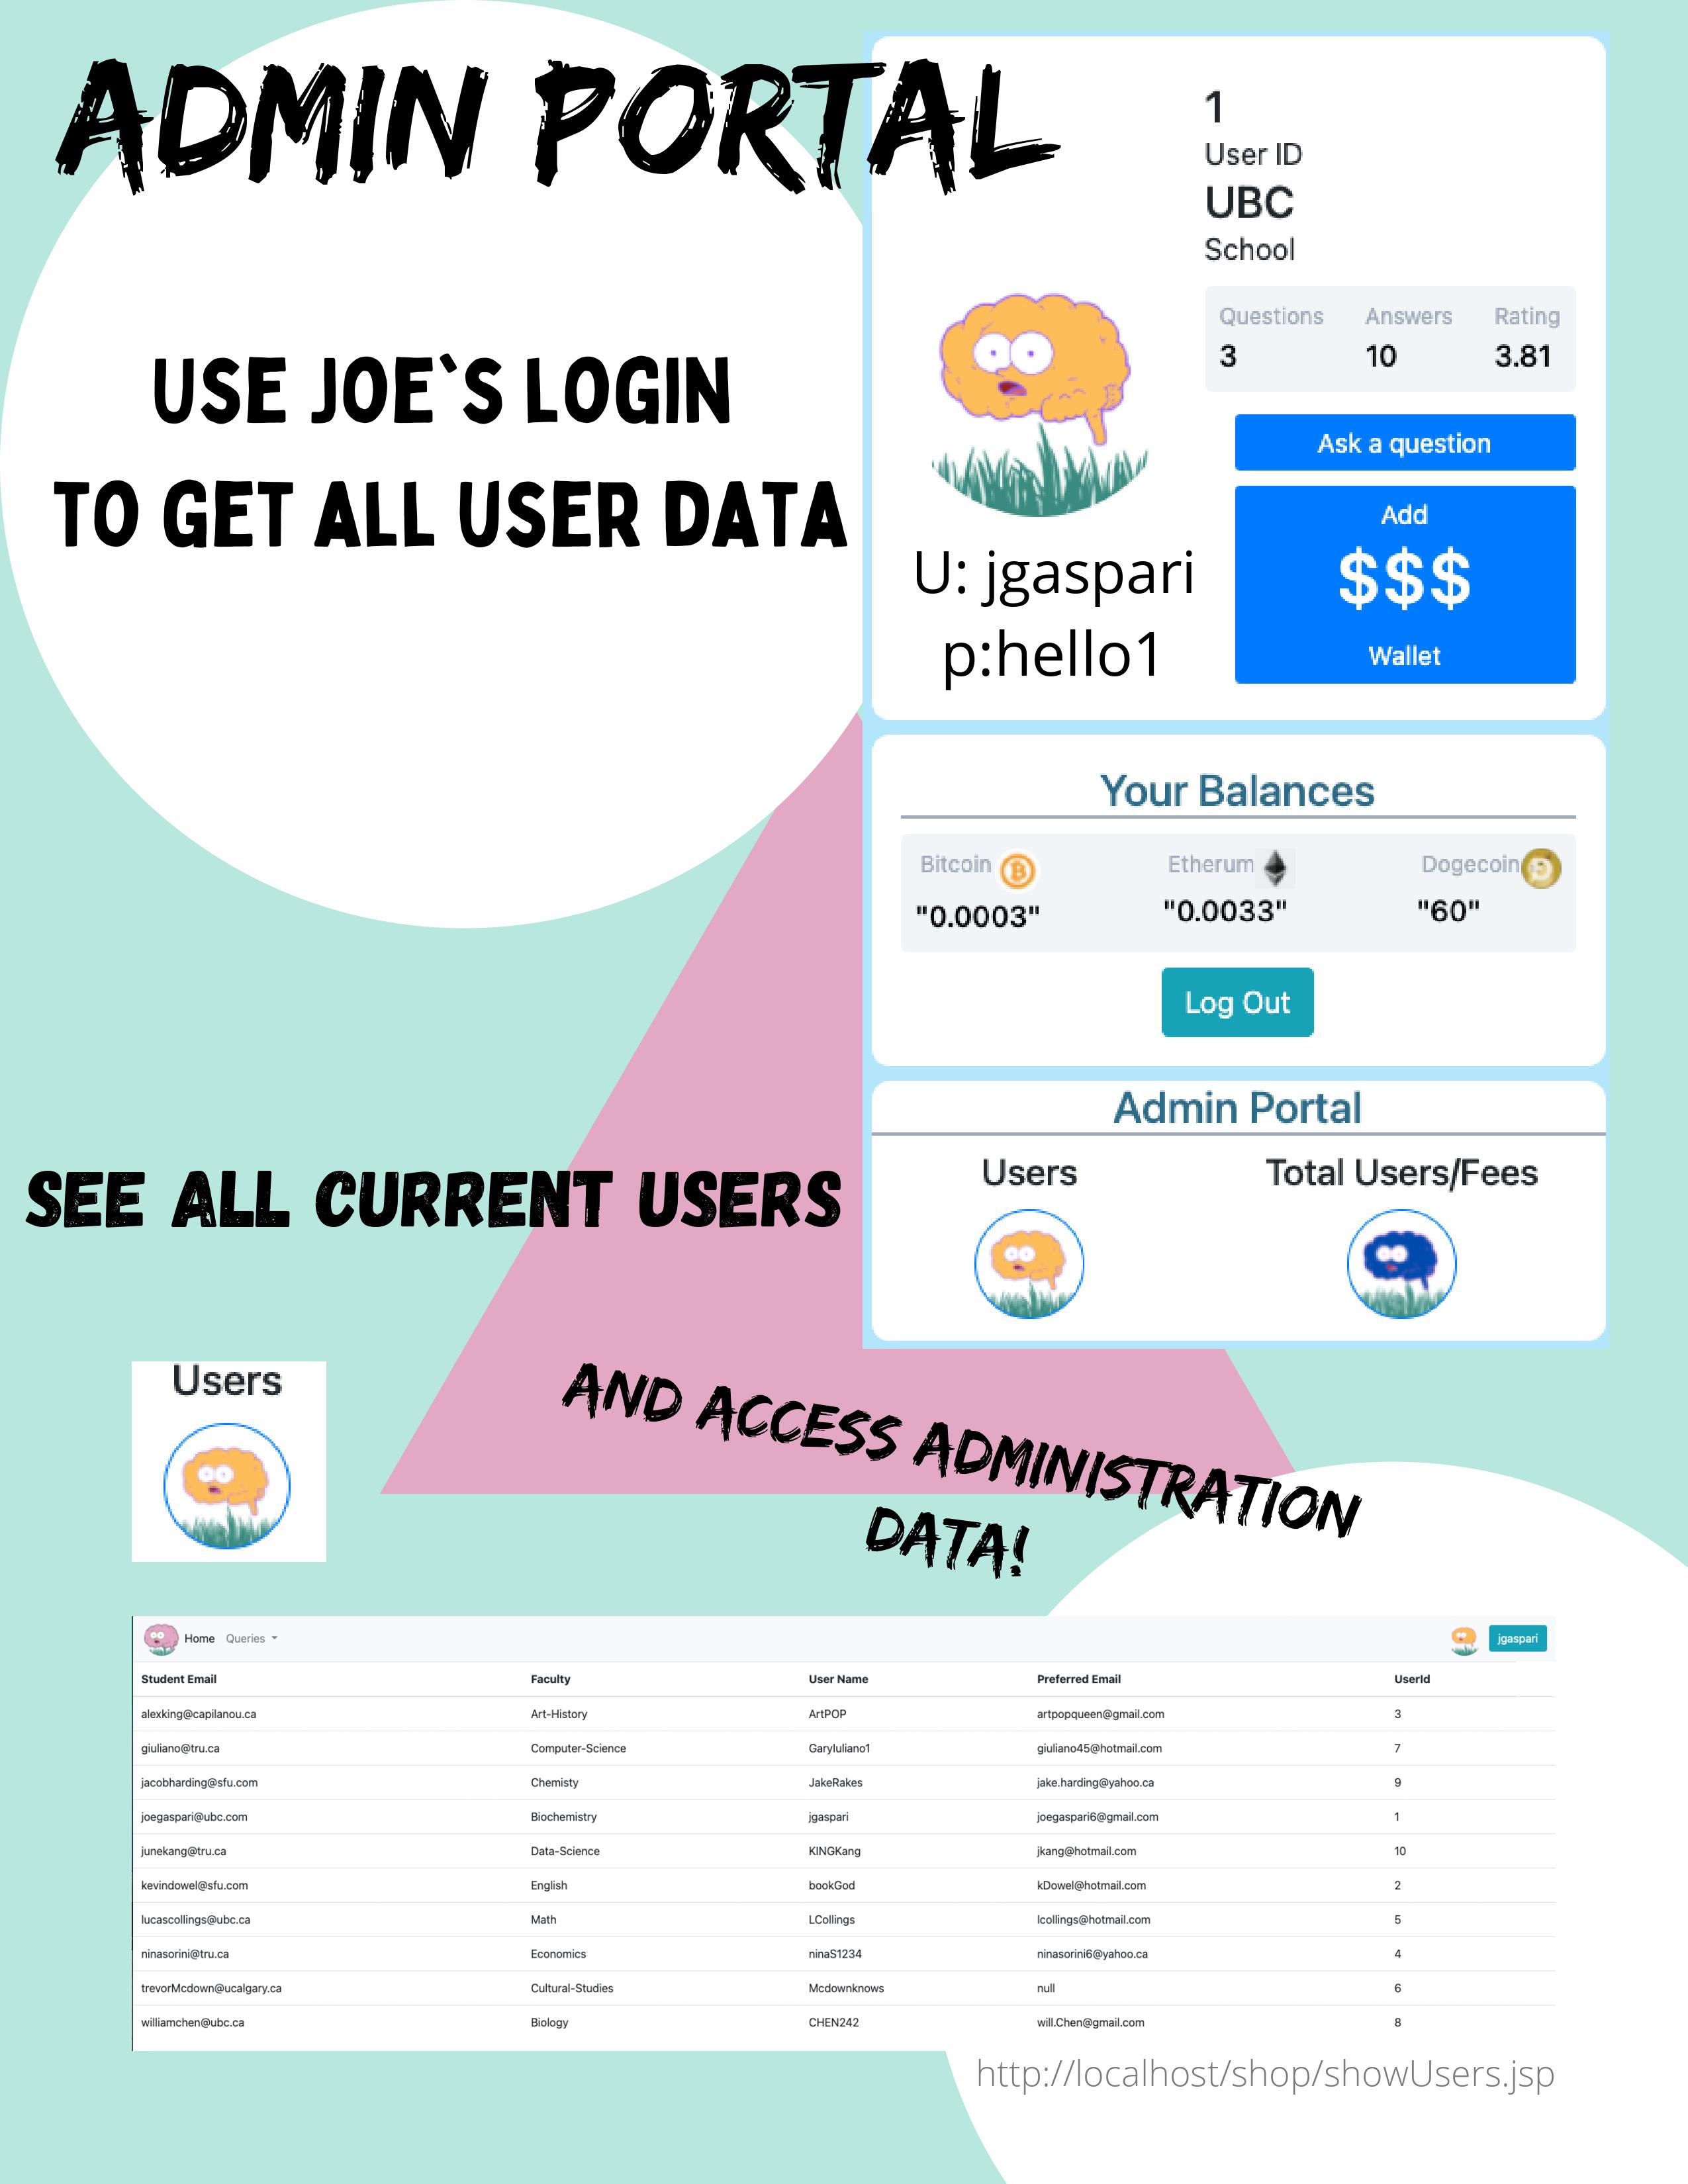 ADMIN PORTAL
USE JOE`S LOGIN
TO GET ALL USER DATA
1
User ID
UBC
School
Questions Answers Rating
3 10 3.81
Ask a question
Add
$$$
Wallet
U: jgaspari
p:hello1
Your Balances
Bitcoin Etherum Dogecoin
"0.0003" "0.0033" "60"
Log Out
Admin Portal
Users Total Users/Fees
SEE ALL CURRENT USERS
Users
AND ACCESS ADMINISTRATION
DATA!
Home Queries jgaspari
Student Email Faculty User Name Preferred Email UserId
alexking@capilanou.ca Art-History ArtPOP artpopqueen@gmail.com 3
giuliano@tru.ca Computer-Science GaryIuliano1 giuliano45@hotmail.com 7
jacobharding@sfu.com Chemisty JakeRakes jake.harding@yahoo.ca 9
joegaspari@ubc.com Biochemistry jgaspari joegaspari6@gmail.com 1
junekang@tru.ca Data-Science KINGKang jkang@hotmail.com 10
kevindowel@sfu.com English bookGod kDowel@hotmail.com 2
lucascollings@ubc.ca Math LCollings lcollings@hotmail.com 5
ninasorini@tru.ca Economics ninaS1234 ninasorini6@yahoo.ca 4
trevorMcdown@ucalgary.ca Cultural-Studies Mcdownknows null 6
williamchen@ubc.ca Biology CHEN242 will.Chen@gmail.com 8
http://localhost/shop/showUsers.jsp